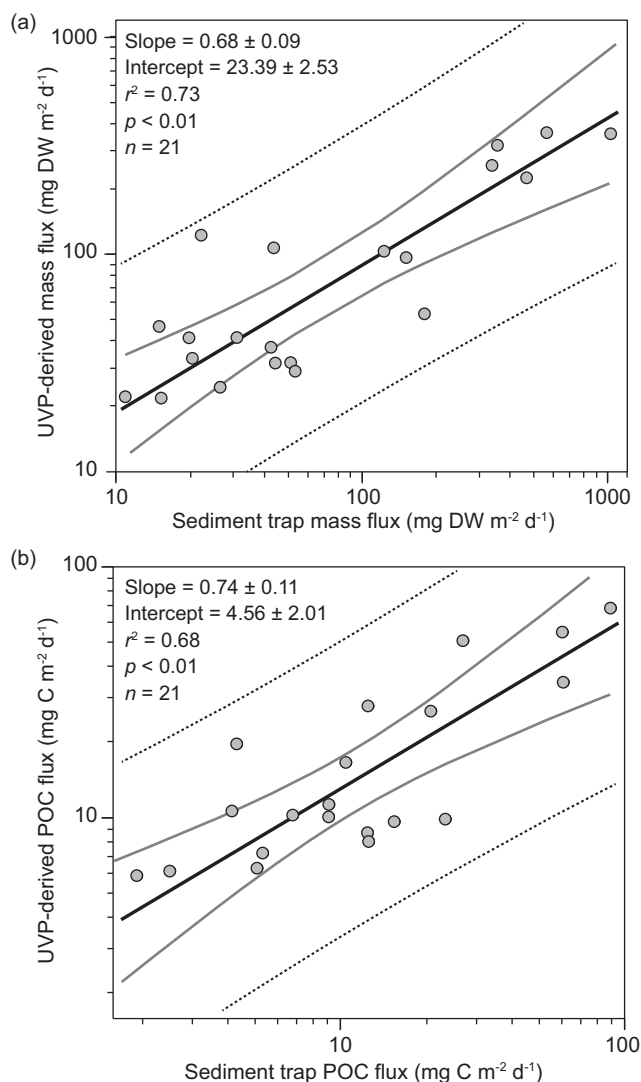 (a)
1000
Slope = 0.68 ± 0.09
Intercept = 23.39 ± 2.53
r² = 0.73
p < 0.01
n = 21
100
10
UVP-derived mass flux (mg DW m⁻² d⁻¹)
10 100 1000
Sediment trap mass flux (mg DW m⁻² d⁻¹)
(b)
100
Slope = 0.74 ± 0.11
Intercept = 4.56 ± 2.01
r² = 0.68
p < 0.01
n = 21
10
UVP-derived POC flux (mg C m⁻² d⁻¹)
10 100
Sediment trap POC flux (mg C m⁻² d⁻¹)